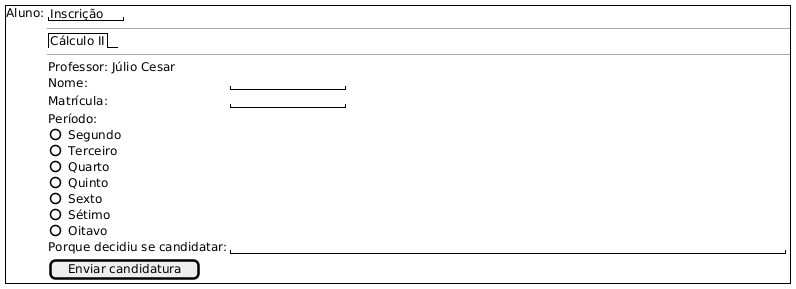 Aluno: Inscrição
Cálculo II
Professor: Júlio Cesar
Nome:
Matrícula:
Período:
Segundo
Terceiro
Quarto
Quinto
Sexto
Sétimo
Oitavo
Porque decidiu se candidatar:
Enviar candidatura